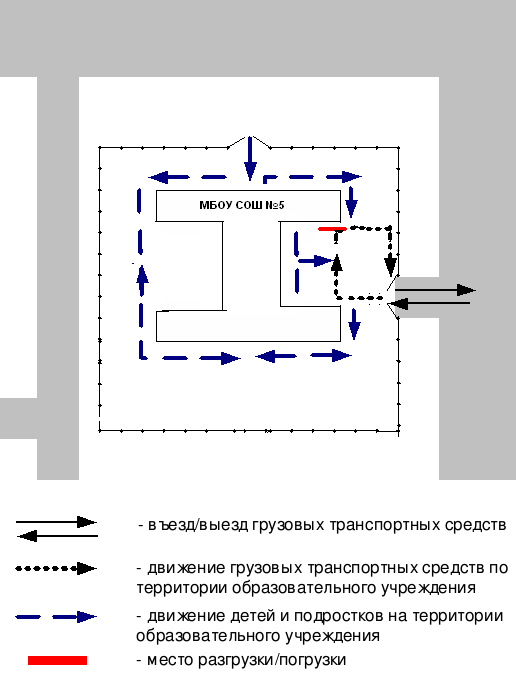 МБОУ СОШ №5
- въезд/выезд грузовых транспортных средств
- движение грузовых транспортных средств по
территории образовательного учреждения
- движение детей и подростков на территории
образовательного учреждения
- место разгрузки/погрузки